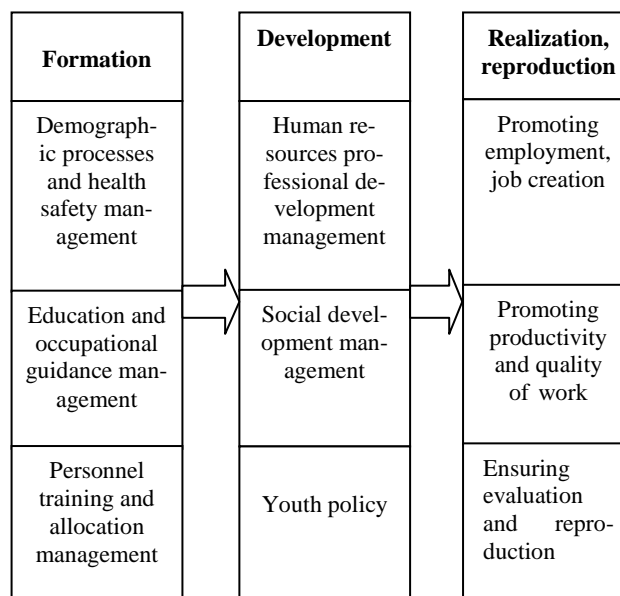 Formation
Demograph-
ic processes
and health
safety man-
agement
Education and
occupational
guidance man-
agement
Personnel
training and
allocation
management
Development
Human re-
sources pro-
fessional de-
velopment
management
Social devel-
opment man-
agement
Youth policy
Realization,
reproduction
Promoting
employment,
job creation
Promoting
productivity
and quality
of work
Ensuring
evaluation
and repro-
duction